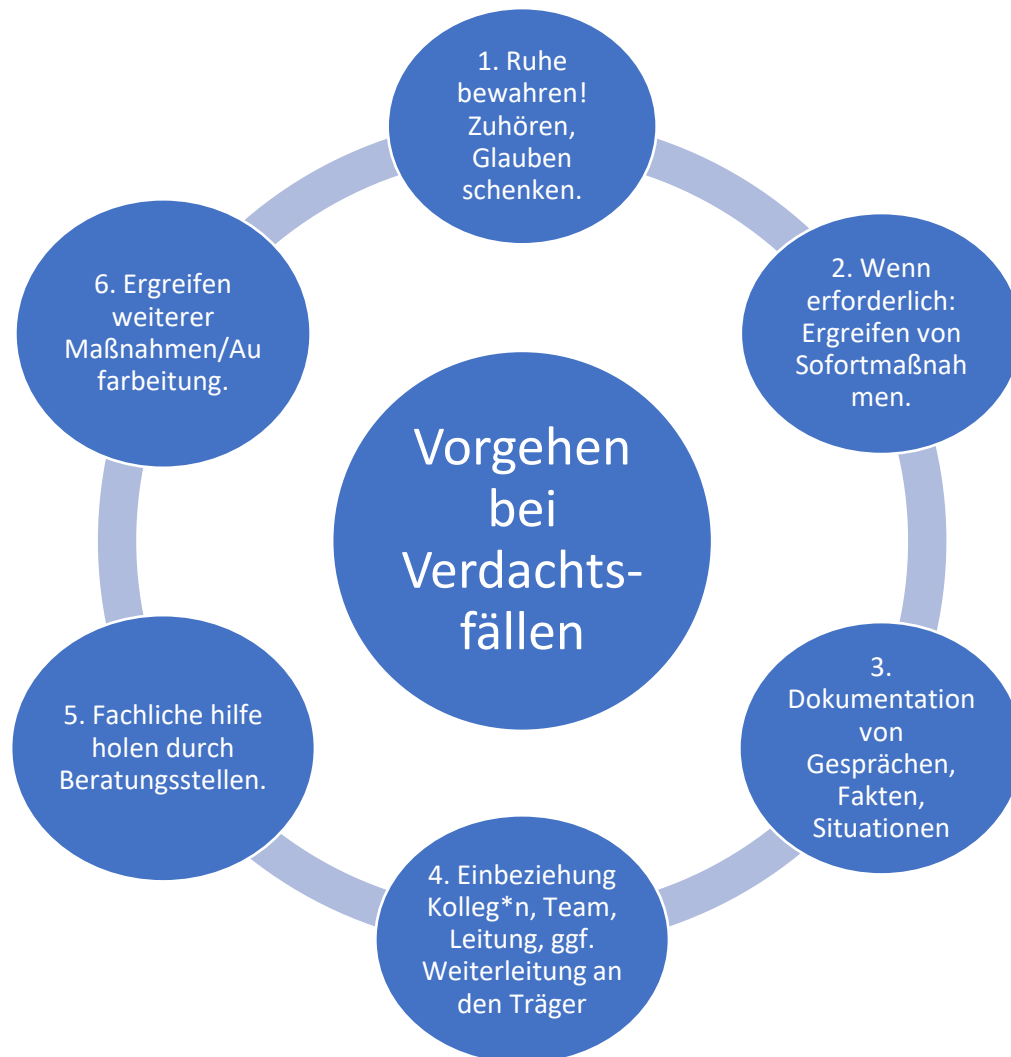 1. Ruhe
bewahren!
Zuhören,
Glauben
schenken.
2. Wenn
erforderlich:
Ergreifen von
Sofortmaßnah
men.
3.
Dokumentation
von
Gesprächen,
Fakten,
Situationen
4. Einbeziehung
Kolleg*n, Team,
Leitung, ggf.
Weiterleitung an
den Träger
5. Fachliche hilfe
holen durch
Beratungsstellen.
6. Ergreifen
weiterer
Maßnahmen/Au
farbeitung.
Vorgehen
bei
Verdachts-
fällen